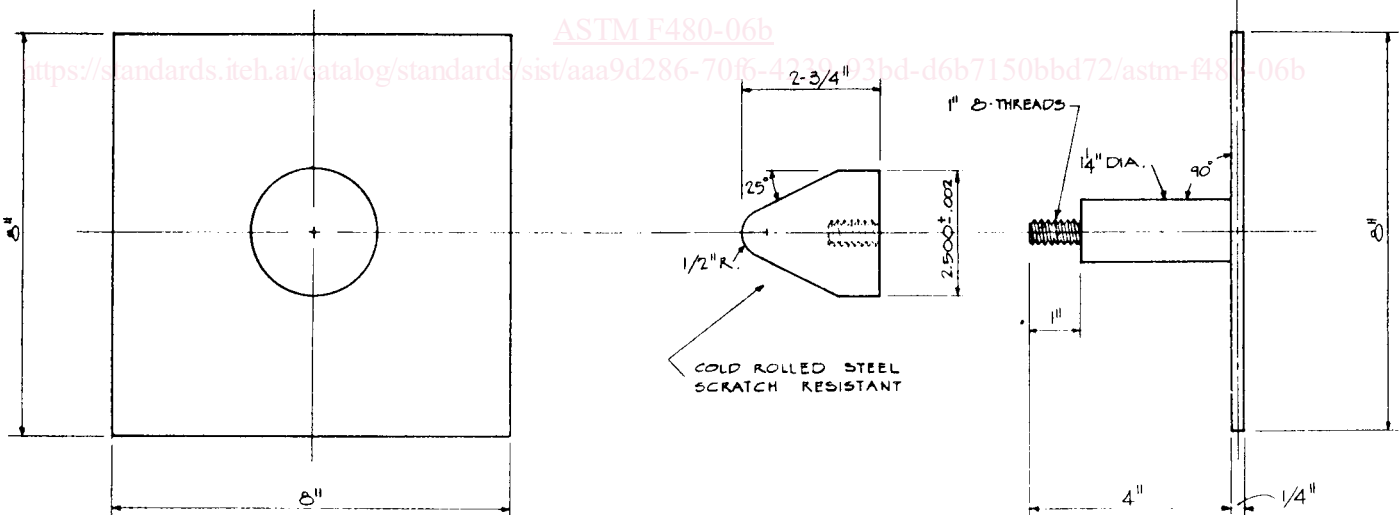 ASTM F480-06b
https://standards.iteh.ai/catalog/standards/sist/aaa9d286-70f6-4239-93bd-d6b7150bbd72/astm-f480-06b
2-3/4"
1" 8-THREADS
1/4" DIA.
90°
25°
8"
2.500±.002
8"
1/2" R.
1"
COLD ROLLED STEEL
SCRATCH RESISTANT
8"
4"
1/4"